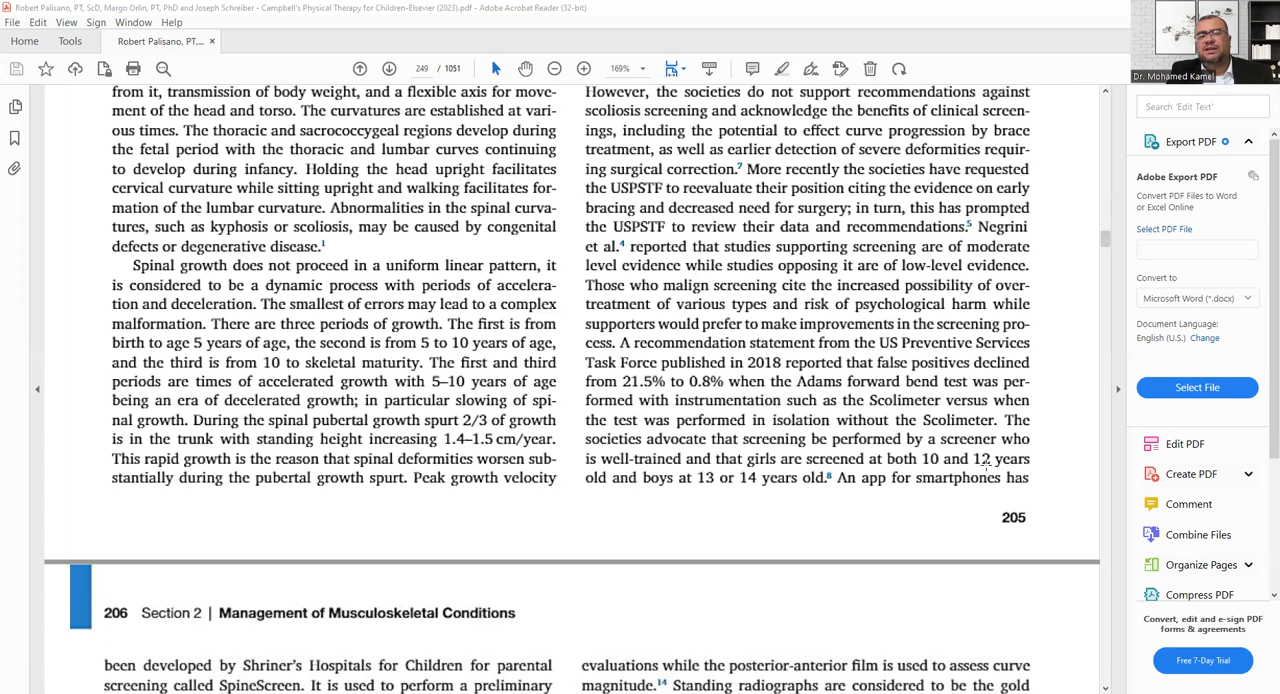 Robert Palisano, PT, ScD, Margo Orlin, PT, PhD and Joseph Schreiber - Campbell's Physical Therapy for Children-Elsevier (2023).pdf - Adobe Acrobat Reader (32-bit)
File Edit View Sign Window Help
Home Tools Robert Palisano, PT,... ×
249 / 1051 169%
Dr. Mohamed Kamel
from it, transmission of body weight, and a flexible axis for move-
ment of the head and torso. The curvatures are established at vari-
ous times. The thoracic and sacrococcygeal regions develop during
the fetal period with the thoracic and lumbar curves continuing
to develop during infancy. Holding the head upright facilitates
cervical curvature while sitting upright and walking facilitates for-
mation of the lumbar curvature. Abnormalities in the spinal curva-
tures, such as kyphosis or scoliosis, may be caused by congenital
defects or degenerative disease.1
Spinal growth does not proceed in a uniform linear pattern, it
is considered to be a dynamic process with periods of accelera-
tion and deceleration. The smallest of errors may lead to a complex
malformation. There are three periods of growth. The first is from
birth to age 5 years of age, the second is from 5 to 10 years of age,
and the third is from 10 to skeletal maturity. The first and third
periods are times of accelerated growth with 5–10 years of age
being an era of decelerated growth; in particular slowing of spi-
nal growth. During the spinal pubertal growth spurt 2/3 of growth
is in the trunk with standing height increasing 1.4–1.5 cm/year.
This rapid growth is the reason that spinal deformities worsen sub-
stantially during the pubertal growth spurt. Peak growth velocity
However, the societies do not support recommendations against
scoliosis screening and acknowledge the benefits of clinical screen-
ings, including the potential to effect curve progression by brace
treatment, as well as earlier detection of severe deformities requir-
ing surgical correction.7 More recently the societies have requested
the USPSTF to reevaluate their position citing the evidence on early
bracing and decreased need for surgery; in turn, this has prompted
the USPSTF to review their data and recommendations.5 Negrini
et al.4 reported that studies supporting screening are of moderate
level evidence while studies opposing it are of low-level evidence.
Those who malign screening cite the increased possibility of over-
treatment of various types and risk of psychological harm while
supporters would prefer to make improvements in the screening pro-
cess. A recommendation statement from the US Preventive Services
Task Force published in 2018 reported that false positives declined
from 21.5% to 0.8% when the Adams forward bend test was per-
formed with instrumentation such as the Scolimeter versus when
the test was performed in isolation without the Scolimeter. The
societies advocate that screening be performed by a screener who
is well-trained and that girls are screened at both 10 and 12 years
old and boys at 13 or 14 years old.8 An app for smartphones has
205
206 Section 2 | Management of Musculoskeletal Conditions
been developed by Shriner's Hospitals for Children for parental
screening called SpineScreen. It is used to perform a preliminary
evaluations while the posterior-anterior film is used to assess curve
magnitude.14 Standing radiographs are considered to be the gold
Search 'Edit Text'
Export PDF
Adobe Export PDF
Convert PDF Files to Word
or Excel Online
Select PDF File
Convert to
Microsoft Word (*.docx)
Document Language:
English (U.S.) Change
Select File
Edit PDF
Create PDF
Comment
Combine Files
Organize Pages
Compress PDF
Convert, edit and e-sign PDF
forms & agreements
Free 7-Day Trial